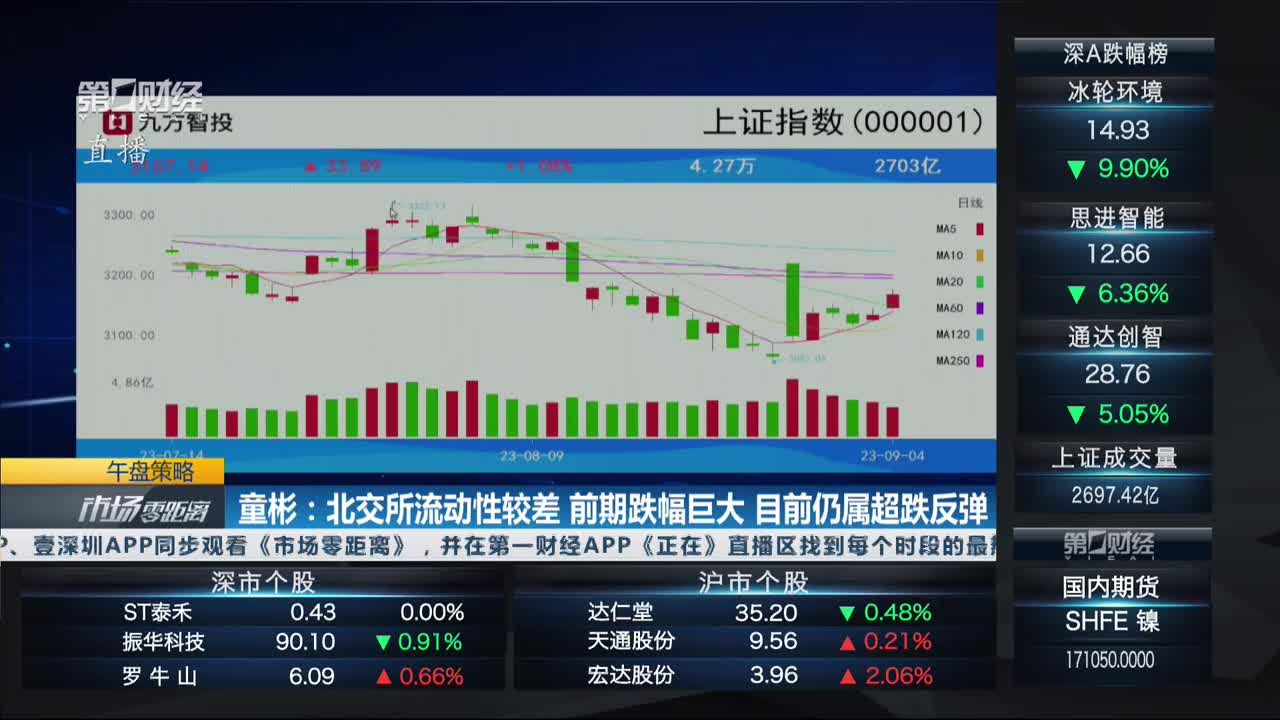 第一财经
直播
九方智投
上证指数(000001)
3167.14 ▲ 33.89 +1.08% 4.27万 2703亿
日线
3300.00
3200.00
3100.00
4.86亿
MA5
MA10
MA20
MA60
MA120
MA250
23-07-14 23-08-09 23-09-04
午盘策略
市场零距离
童彬：北交所流动性较差 前期跌幅巨大 目前仍属超跌反弹
、壹深圳APP同步观看《市场零距离》，并在第一财经APP《正在》直播区找到每个时段的最
深市个股
ST泰禾 0.43 0.00%
振华科技 90.10 ▼ 0.91%
罗牛山 6.09 ▲ 0.66%
沪市个股
达仁堂 35.20 ▼ 0.48%
天通股份 9.56 ▲ 0.21%
宏达股份 3.96 ▲ 2.06%
深A跌幅榜
冰轮环境
14.93
▼ 9.90%
思进智能
12.66
▼ 6.36%
通达创智
28.76
▼ 5.05%
上证成交量
2697.42亿
第一财经
国内期货
SHFE 镍
171050.0000